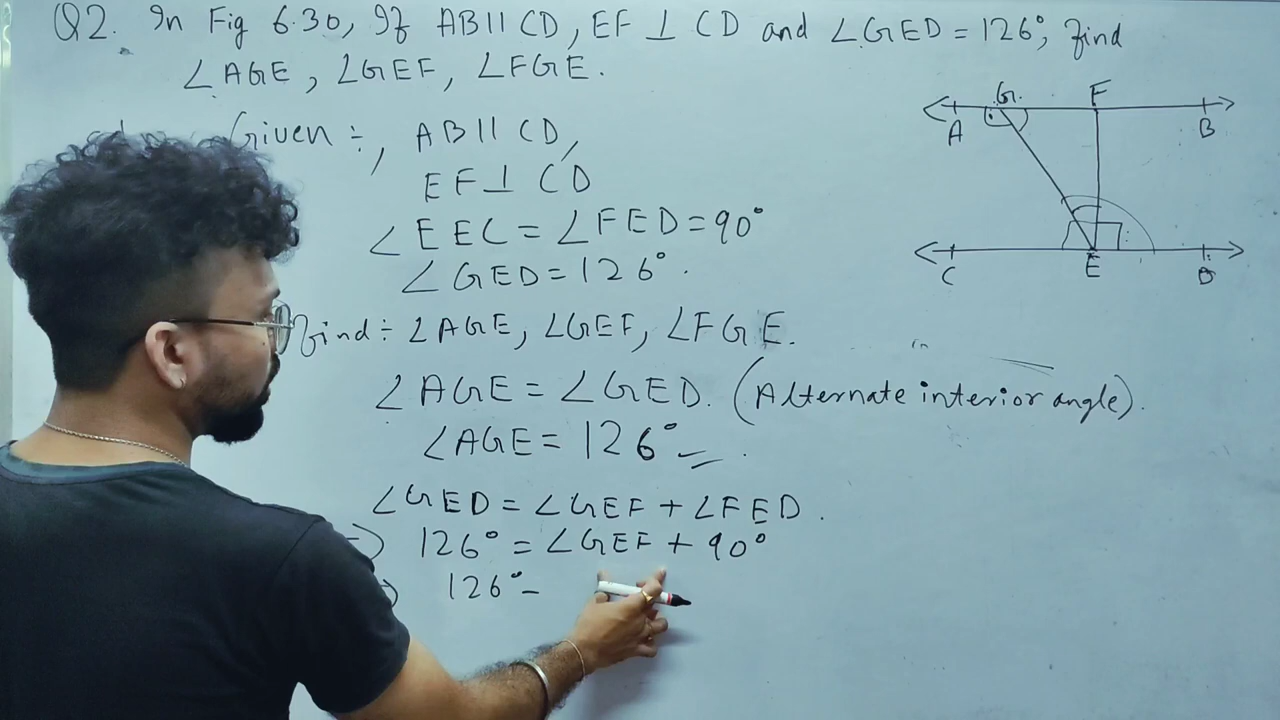 Q2. In Fig 6.30, If AB || CD, EF ⊥ CD and ∠GED = 126°, find
∠AGE, ∠GEF, ∠FGE.
Given ÷, AB || CD,
EF ⊥ CD
∠EEC = ∠FED = 90°
∠GED = 126°.
find ÷ ∠AGE, ∠GEF, ∠FGE.
∠AGE = ∠GED. (Alternate interior angle).
∠AGE = 126°
∠GED = ∠GEF + ∠FED.
⇒ 126° = ∠GEF + 90°
126° -
G F
A B
C E D